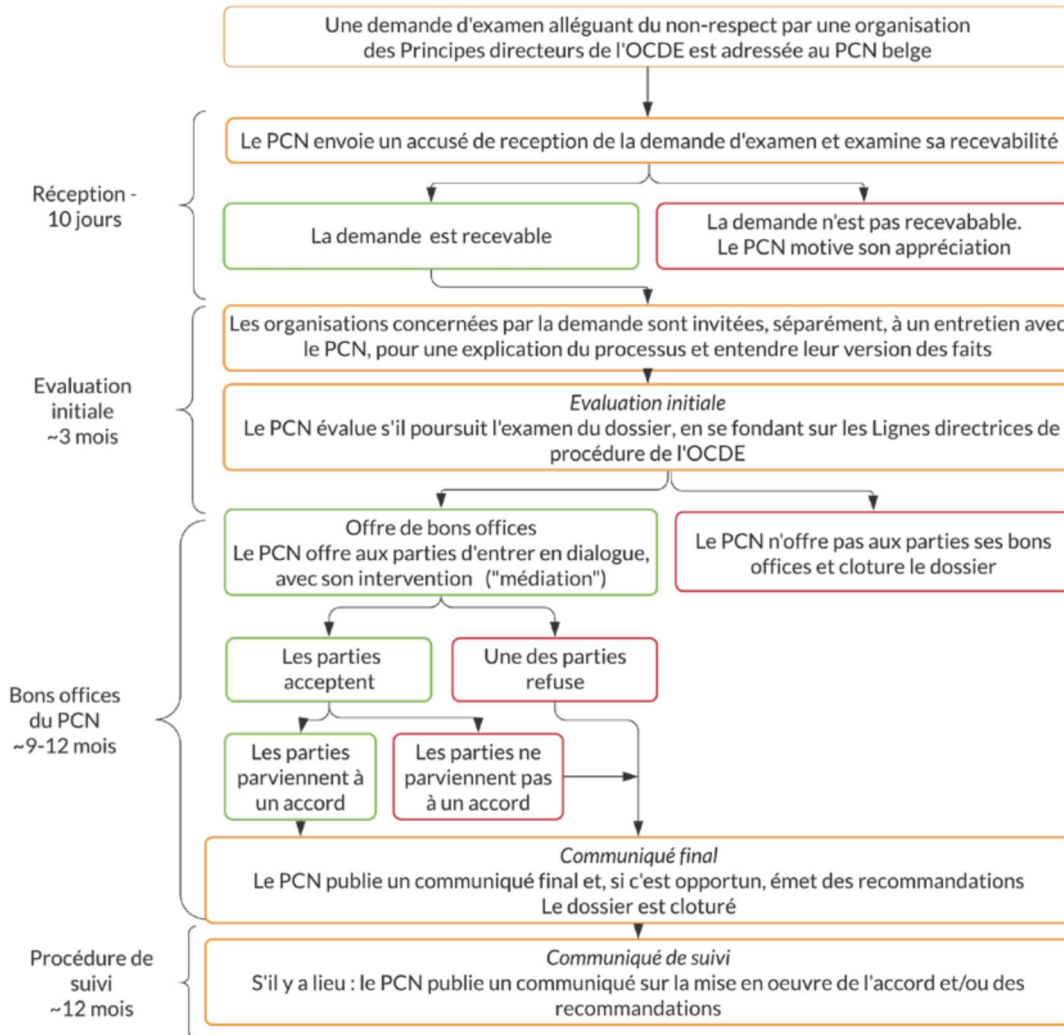 Une demande d'examen alléguant du non-respect par une organisation
des Principes directeurs de l'OCDE est adressée au PCN belge
Le PCN envoie un accusé de reception de la demande d'examen et examine sa recevabilité
Réception -
10 jours
La demande est recevable
La demande n'est pas recevabable.
Le PCN motive son appréciation
Les organisations concernées par la demande sont invitées, séparément, à un entretien avec
le PCN, pour une explication du processus et entendre leur version des faits
Evaluation
initiale
~3 mois
Evaluation initiale
Le PCN évalue s'il poursuit l'examen du dossier, en se fondant sur les Lignes directrices de
procédure de l'OCDE
Offre de bons offices
Le PCN offre aux parties d'entrer en dialogue,
avec son intervention ("médiation")
Le PCN n'offre pas aux parties ses bons
offices et cloture le dossier
Les parties
acceptent
Une des parties
refuse
Bons offices
du PCN
~9-12 mois
Les parties
parviennent à
un accord
Les parties ne
parviennent pas
à un accord
Communiqué final
Le PCN publie un communiqué final et, si c'est opportun, émet des recommandations
Le dossier est cloturé
Procédure de
suivi
~12 mois
Communiqué de suivi
S'il y a lieu : le PCN publie un communiqué sur la mise en oeuvre de l'accord et/ou des
recommandations